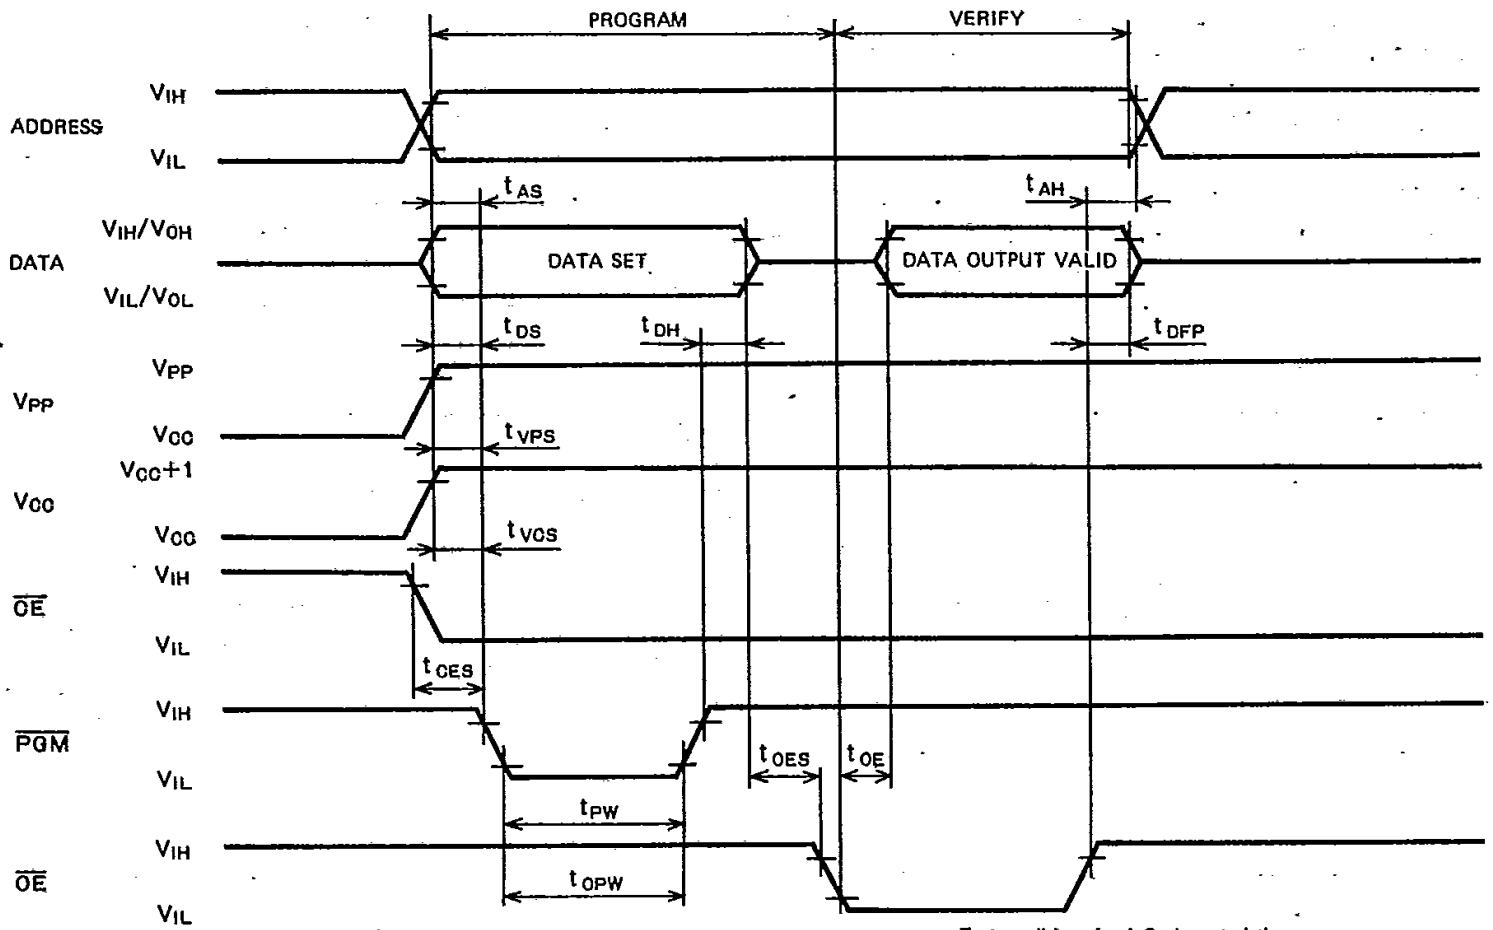 PROGRAM VERIFY
VIH
ADDRESS
VIL
tAS tAH
VIH/VOH
DATA DATA SET DATA OUTPUT VALID
VIL/VOL
tDS tDH tDFP
VPP
VPP
VCC
tVPS
VCC+1
VCC
VCC
tVCS
VIH
OE
VIL
tCES
VIH
PGM
VIL
tOES tOE
tPW
VIH
OE
tOPW
VIL